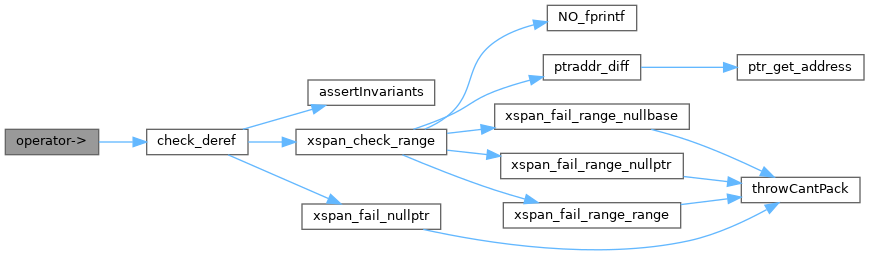 operator->
check_deref
assertInvariants
xspan_check_range
xspan_fail_nullptr
NO_fprintf
ptraddr_diff
xspan_fail_range_nullbase
xspan_fail_range_nullptr
xspan_fail_range_range
ptr_get_address
throwCantPack